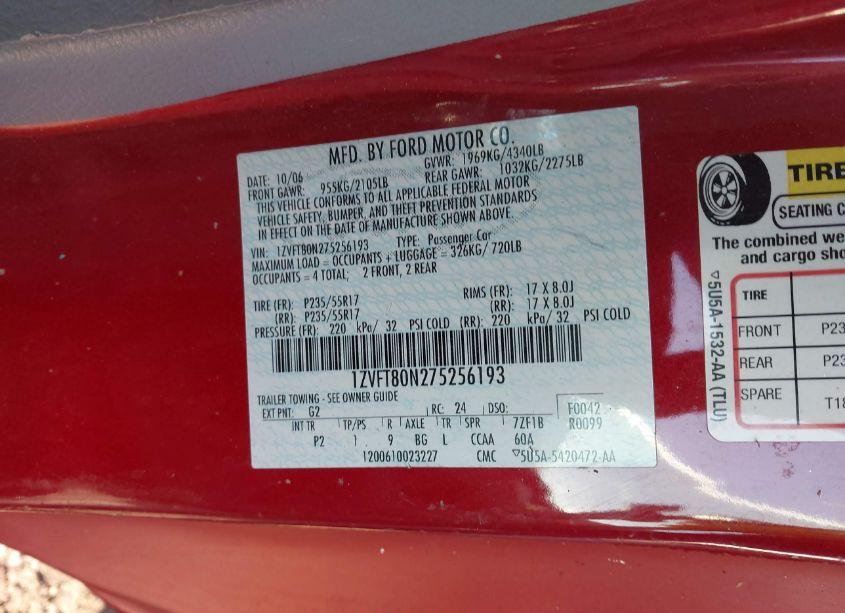 MFD. BY FORD MOTOR CO.
DATE: 10/06 GVWR: 1969KG/4340LB
FRONT GAWR: 955KG/2105LB REAR GAWR: 1032KG/2275LB
THIS VEHICLE CONFORMS TO ALL APPLICABLE FEDERAL MOTOR
VEHICLE SAFETY, BUMPER, AND THEFT PREVENTION STANDARDS
IN EFFECT ON THE DATE OF MANUFACTURE SHOWN ABOVE.
VIN: 1ZVFT80N275256193 TYPE: Passenger Car
MAXIMUM LOAD = OCCUPANTS + LUGGAGE = 326KG/ 720LB
OCCUPANTS = 4 TOTAL; 2 FRONT, 2 REAR
TIRE (FR): P235/55R17 RIMS (FR): 17 X 8.0J
(RR): P235/55R17 (RR): 17 X 8.0J
PRESSURE (FR): 220 kPa/ 32 PSI COLD (RR): 220 kPa/ 32 PSI COLD
1ZVFT80N275256193
TRAILER TOWING - SEE OWNER GUIDE
EXT PNT: G2 RC: 24 DSO: F0042
INT TR TP/PS R AXLE TR SPR 7ZF1B R0099
P2 1 9 BG L CCAA 60A
1200610023227 CMC ▽5U5A-5420472-AA
TIRE
SEATING C
The combined we
and cargo sho
TIRE
FRONT P23
REAR P23
SPARE T18
▽5U5A-1532-AA (TLU)